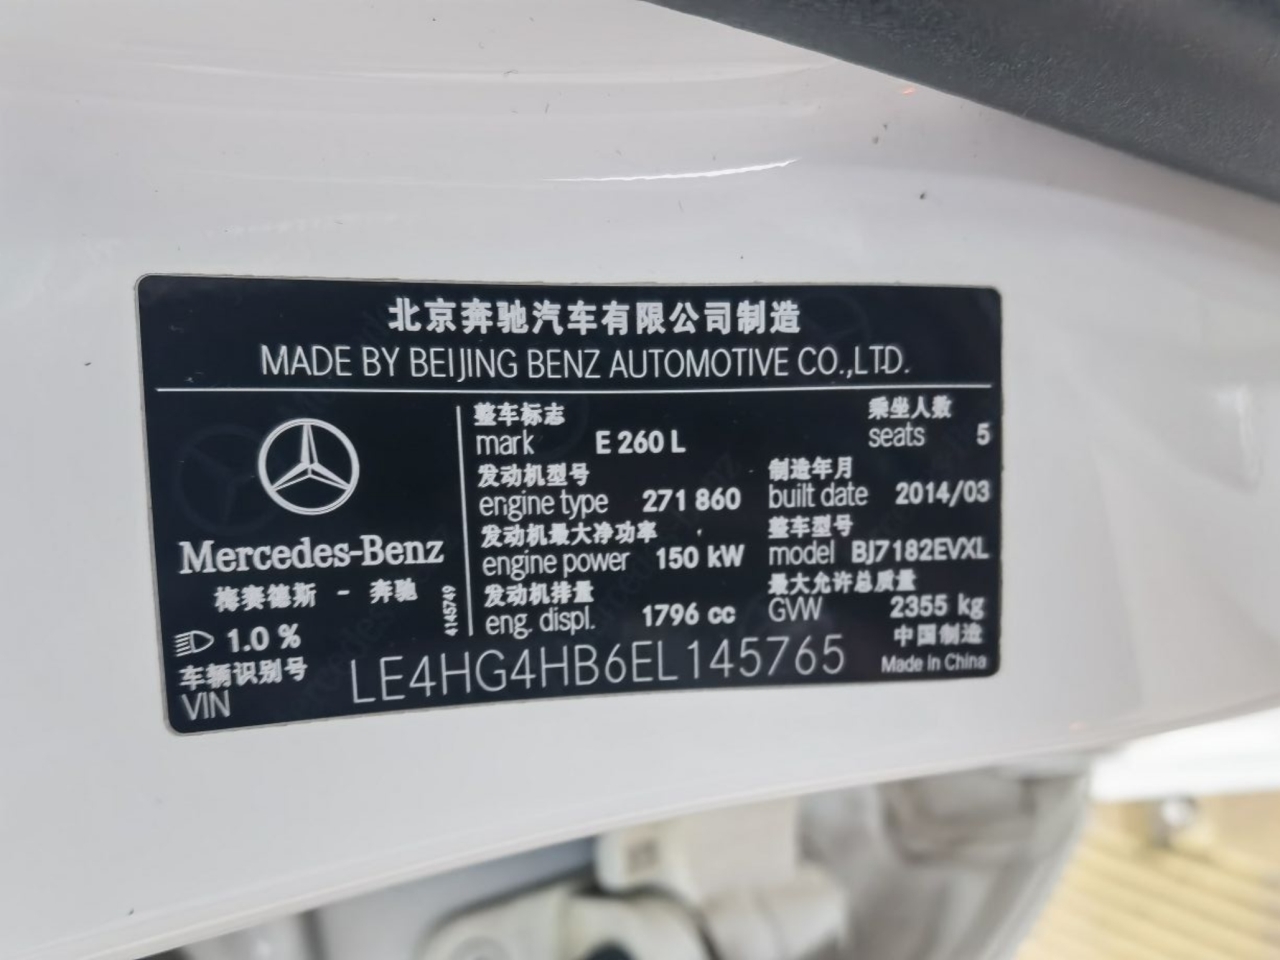 北京奔驰汽车有限公司制造
MADE BY BEIJING BENZ AUTOMOTIVE CO.,LTD.
整车标志
mark E 260 L
乘坐人数
seats 5
发动机型号
engine type 271 860
制造年月
built date 2014/03
发动机最大净功率
engine power 150 kW
整车型号
model BJ7182EVXL
发动机排量
eng. displ. 1796 cc
最大允许总质量
GVW 2355 kg
Mercedes-Benz
梅赛德斯 - 奔驰
4145749
1.0 %
车辆识别号
VIN LE4HG4HB6EL145765
中国制造
Made in China